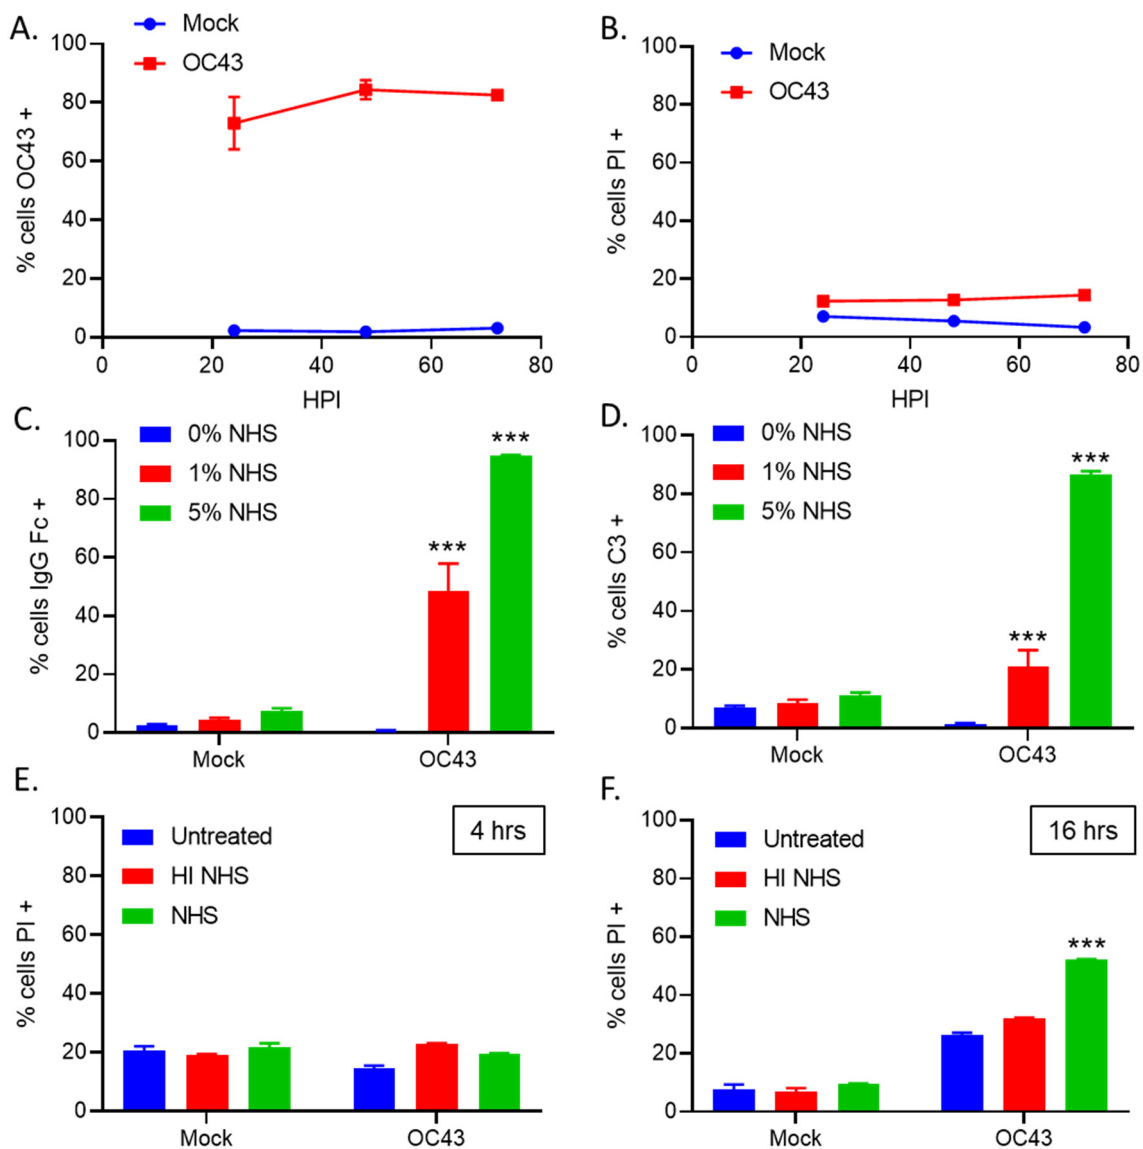 A.
Mock
OC43
% cells OC43 +
100
80
60
40
20
0
0 20 40 60 80
HPI
B.
Mock
OC43
% cells PI +
100
80
60
40
20
0
0 20 40 60 80
HPI
C.
0% NHS
1% NHS
5% NHS
% cells IgG Fc +
100
80
60
40
20
0
***
***
Mock OC43
D.
0% NHS
1% NHS
5% NHS
% cells C3 +
100
80
60
40
20
0
***
***
Mock OC43
E.
4 hrs
Untreated
HI NHS
NHS
% cells PI +
100
80
60
40
20
0
Mock OC43
F.
16 hrs
Untreated
HI NHS
NHS
% cells PI +
100
80
60
40
20
0
***
Mock OC43